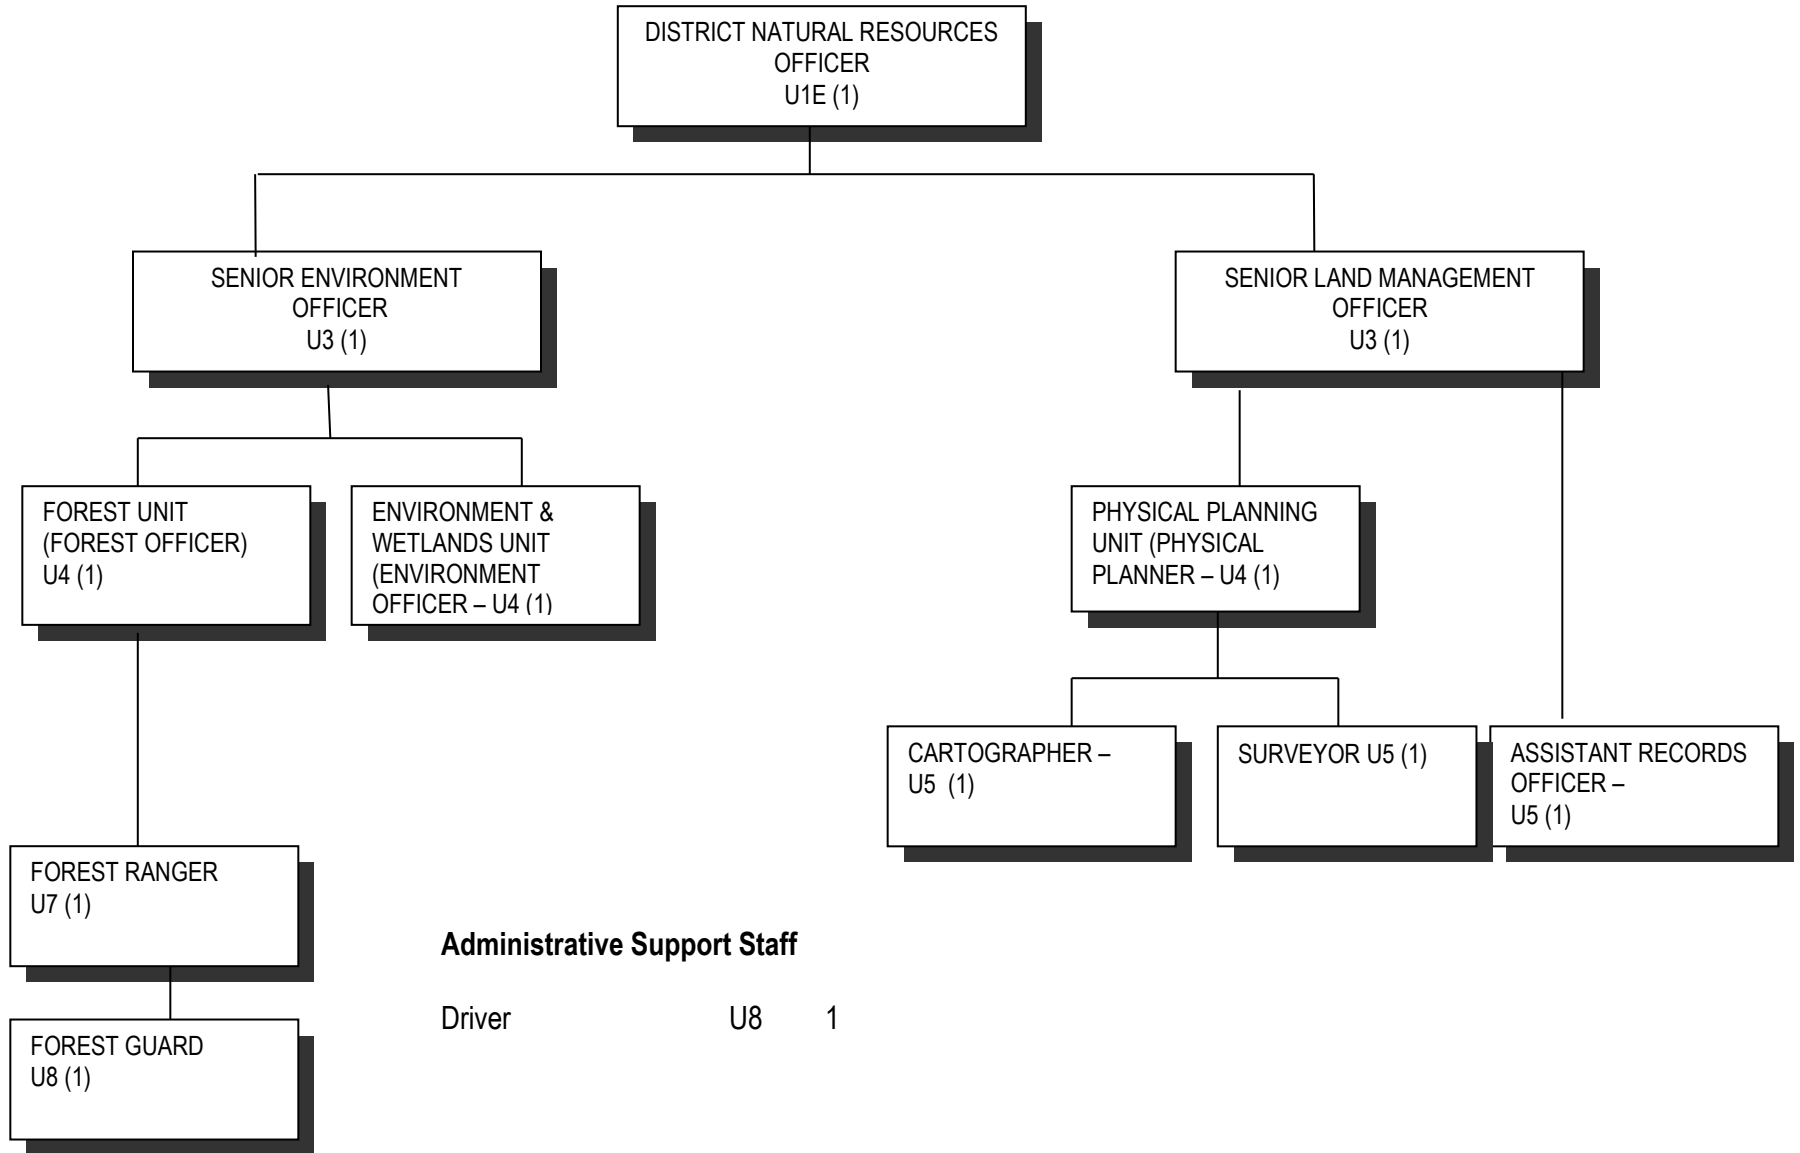 DISTRICT NATURAL RESOURCES
OFFICER
U1E (1)
SENIOR ENVIRONMENT
OFFICER
U3 (1)
SENIOR LAND MANAGEMENT
OFFICER
U3 (1)
FOREST UNIT
(FOREST OFFICER)
U4 (1)
ENVIRONMENT &
WETLANDS UNIT
(ENVIRONMENT
OFFICER – U4 (1)
PHYSICAL PLANNING
UNIT (PHYSICAL
PLANNER – U4 (1)
CARTOGRAPHER –
U5 (1)
SURVEYOR U5 (1)
ASSISTANT RECORDS
OFFICER –
U5 (1)
FOREST RANGER
U7 (1)
FOREST GUARD
U8 (1)
Administrative Support Staff
Driver U8 1